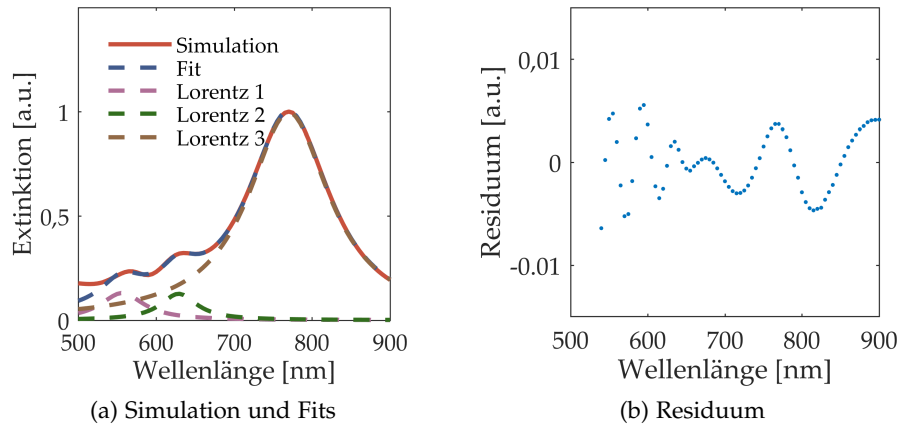 Simulation
Fit
Lorentz 1
Lorentz 2
Lorentz 3
Extinktion [a.u.]
1
0,5
0
500 600 700 800 900
Wellenlänge [nm]
(a) Simulation und Fits
Residuum [a.u.]
0,01
0
-0.01
500 600 700 800 900
Wellenlänge [nm]
(b) Residuum